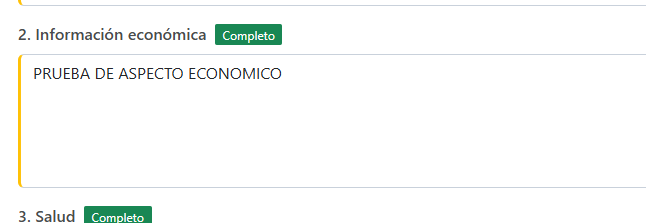 2. Información económica Completo
PRUEBA DE ASPECTO ECONOMICO
3. Salud Completo